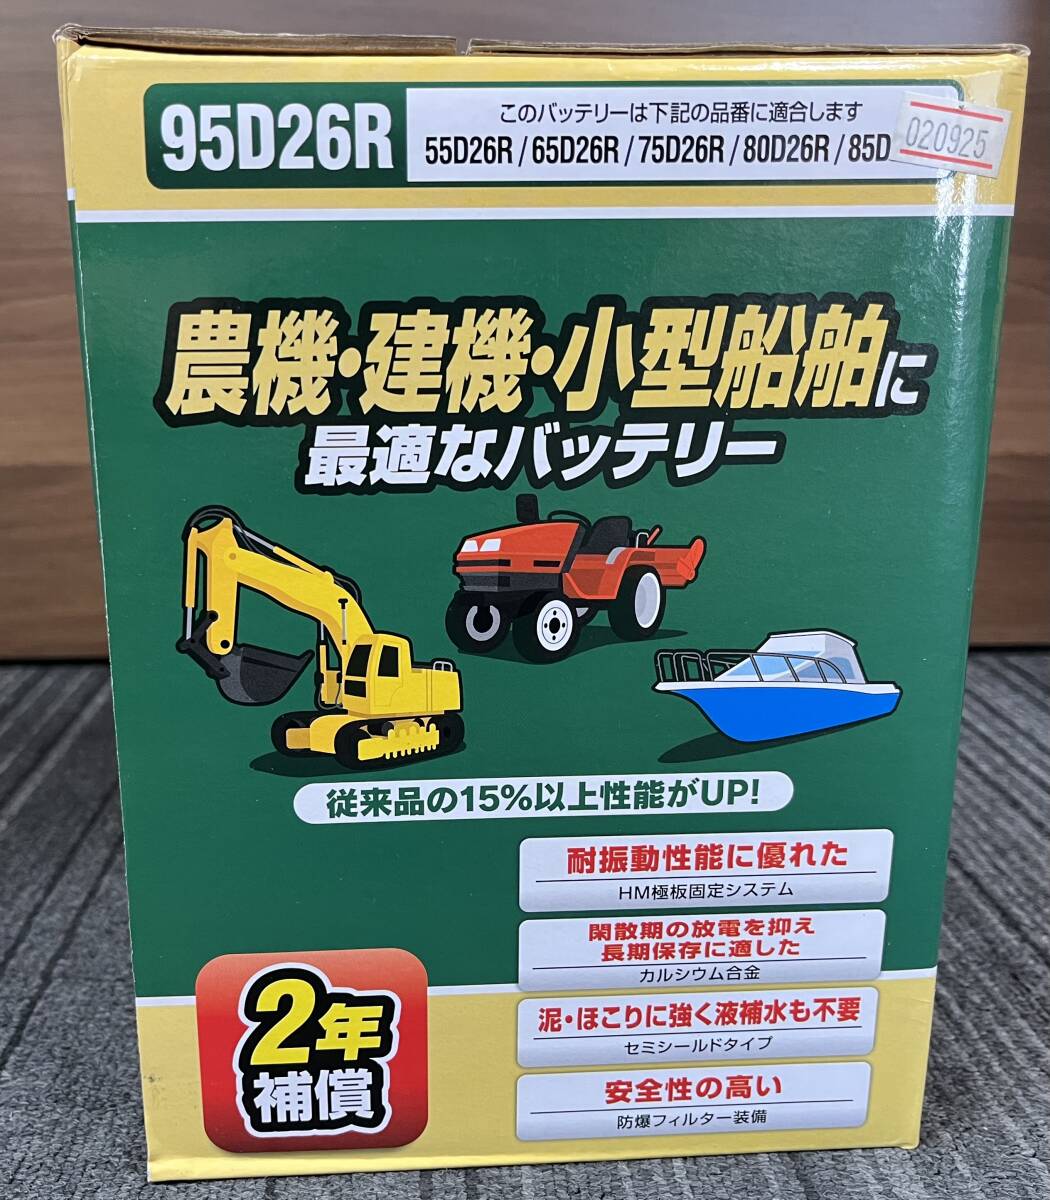 95D26R
このバッテリーは下記の品番に適合します
55D26R / 65D26R / 75D26R / 80D26R / 85D
020925
農機・建機・小型船舶に
最適なバッテリー
従来品の15%以上性能がUP!
耐振動性能に優れた
HM極板固定システム
閑散期の放電を抑え
長期保存に適した
カルシウム合金
泥・ほこりに強く液補水も不要
セミシールドタイプ
安全性の高い
防爆フィルター装備
2年
補償